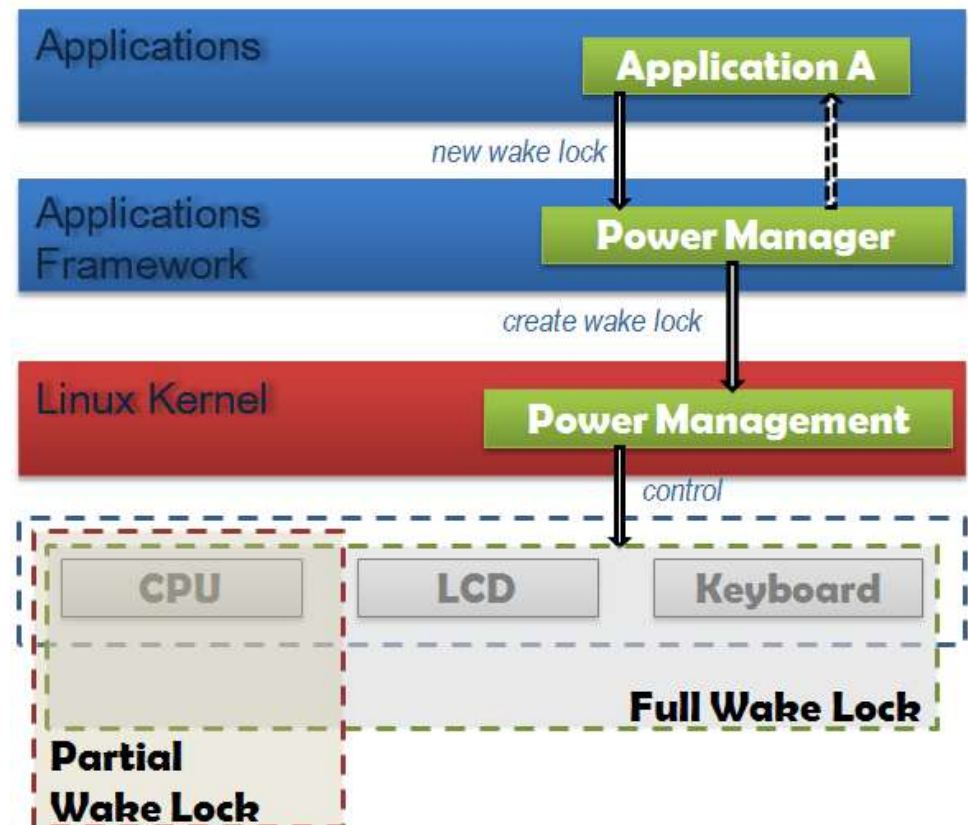 Applications
Application A
new wake lock
Applications
Framework
Power Manager
create wake lock
Linux Kernel
Power Management
control
CPU
LCD
Keyboard
Full Wake Lock
Partial
Wake Lock